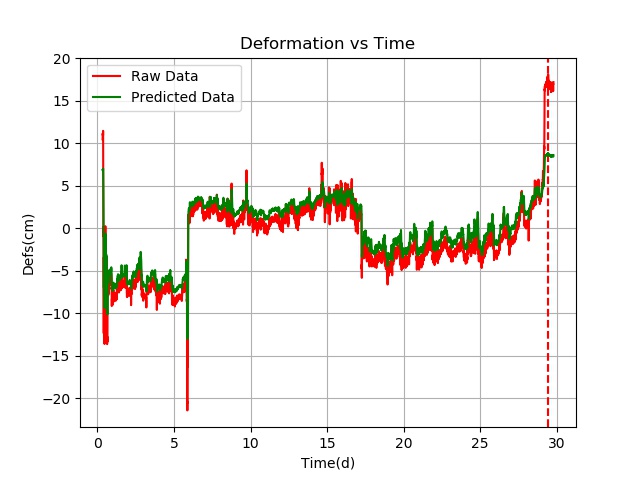 Deformation vs Time
Raw Data
Predicted Data
Defs(cm)
20
15
10
5
0
−5
−10
−15
−20
0 5 10 15 20 25 30
Time(d)